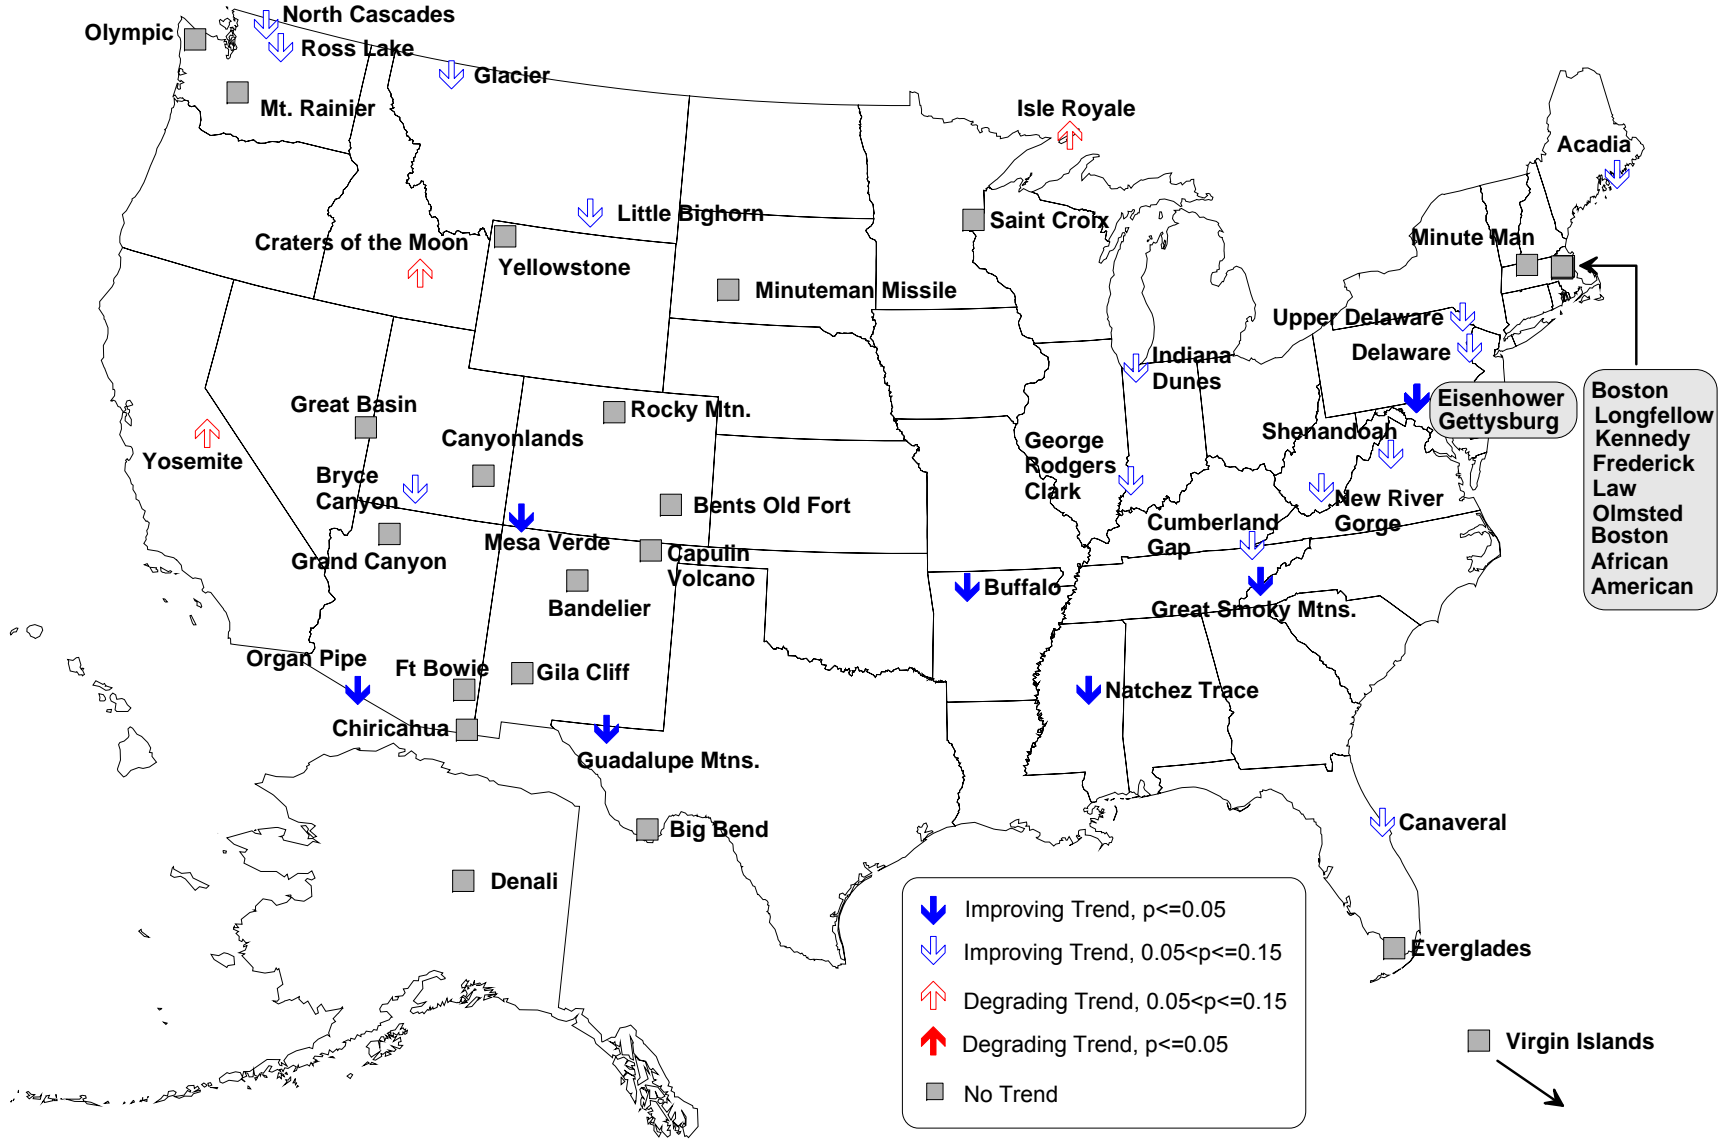 North Cascades
Olympic
Ross Lake
Glacier
Mt. Rainier
Isle Royale
Acadia
Little Bighorn
Saint Croix
Craters of the Moon
Minute Man
Yellowstone
Minuteman Missile
Upper Delaware
Delaware
Indiana
Dunes
Great Basin
Rocky Mtn.
Eisenhower
Gettysburg
Boston
Longfellow
Kennedy
Frederick
Law
Olmsted
Boston
African
American
Canyonlands
George
Rodgers
Clark
Shenandoah
Yosemite
Bryce
Canyon
Bents Old Fort
New River
Gorge
Mesa Verde
Cumberland
Gap
Grand Canyon
Capulin
Volcano
Bandelier
Buffalo
Great Smoky Mtns.
Organ Pipe
Ft Bowie
Gila Cliff
Natchez Trace
Chiricahua
Guadalupe Mtns.
Big Bend
Canaveral
Denali
Everglades
Improving Trend, p<=0.05
Improving Trend, 0.05<p<=0.15
Degrading Trend, 0.05<p<=0.15
Degrading Trend, p<=0.05
No Trend
Virgin Islands